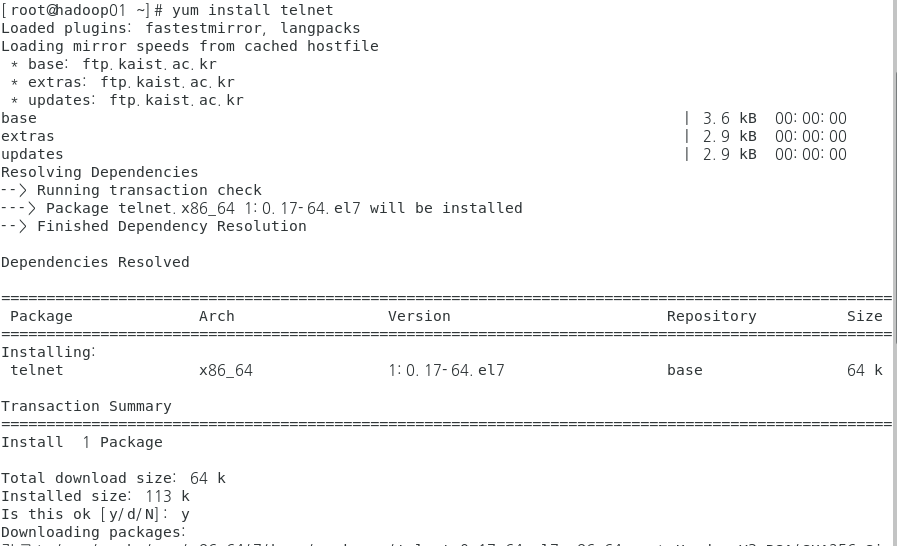 [root@hadoop01 ~]# yum install telnet
Loaded plugins: fastestmirror, langpacks
Loading mirror speeds from cached hostfile
 * base: ftp.kaist.ac.kr
 * extras: ftp.kaist.ac.kr
 * updates: ftp.kaist.ac.kr
base | 3.6 kB 00:00:00
extras | 2.9 kB 00:00:00
updates | 2.9 kB 00:00:00
Resolving Dependencies
--> Running transaction check
---> Package telnet.x86_64 1:0.17-64.el7 will be installed
--> Finished Dependency Resolution
Dependencies Resolved
================================================================================
Package Arch Version Repository Size
================================================================================
Installing:
telnet x86_64 1:0.17-64.el7 base 64 k
Transaction Summary
================================================================================
Install 1 Package
Total download size: 64 k
Installed size: 113 k
Is this ok [y/d/N]: y
Downloading packages: